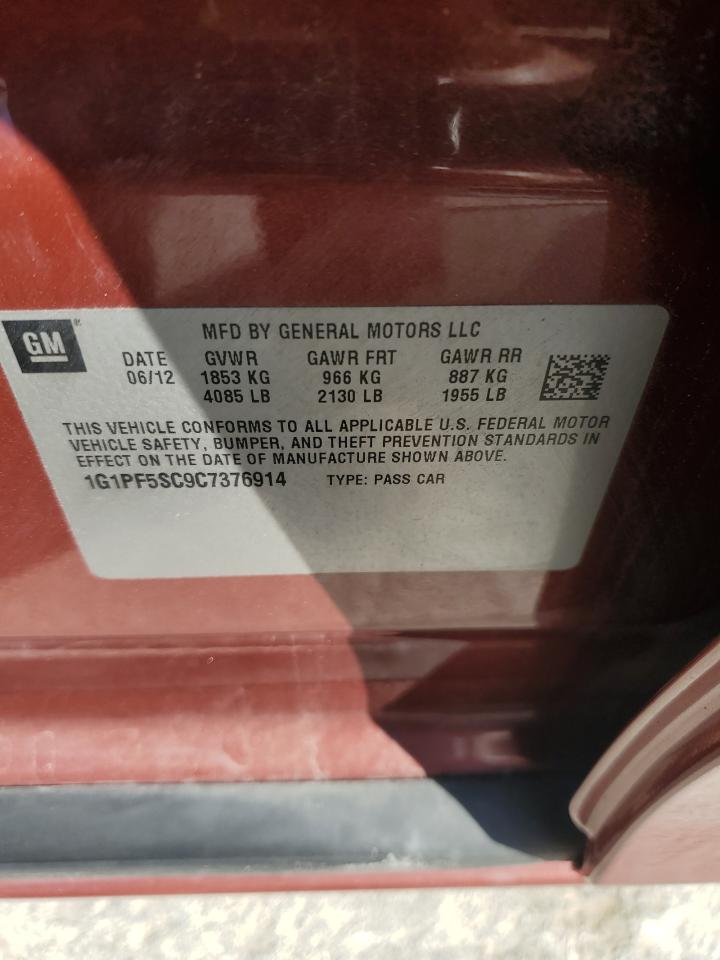 GM®
MFD BY GENERAL MOTORS LLC
DATE GVWR GAWR FRT GAWR RR
06/12 1853 KG 966 KG 887 KG
4085 LB 2130 LB 1955 LB
THIS VEHICLE CONFORMS TO ALL APPLICABLE U.S. FEDERAL MOTOR
VEHICLE SAFETY, BUMPER, AND THEFT PREVENTION STANDARDS IN
EFFECT ON THE DATE OF MANUFACTURE SHOWN ABOVE.
1G1PF5SC9C7376914 TYPE: PASS CAR